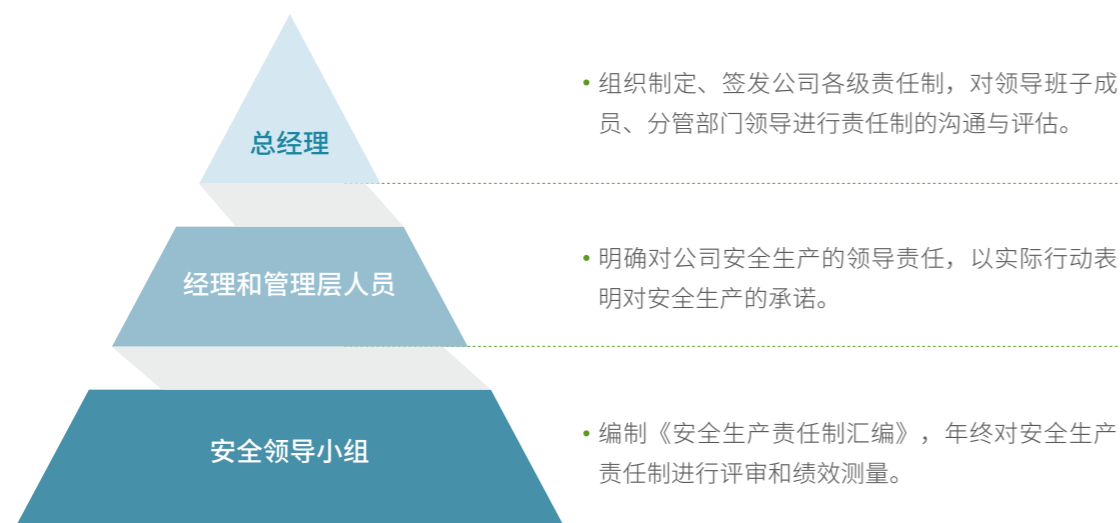 总经理
• 组织制定、签发公司各级责任制，对领导班子成
员、分管部门领导进行责任制的沟通与评估。
经理和管理层人员
• 明确对公司安全生产的领导责任，以实际行动表
明对安全生产的承诺。
安全领导小组
• 编制《安全生产责任制汇编》，年终对安全生产
责任制进行评审和绩效测量。